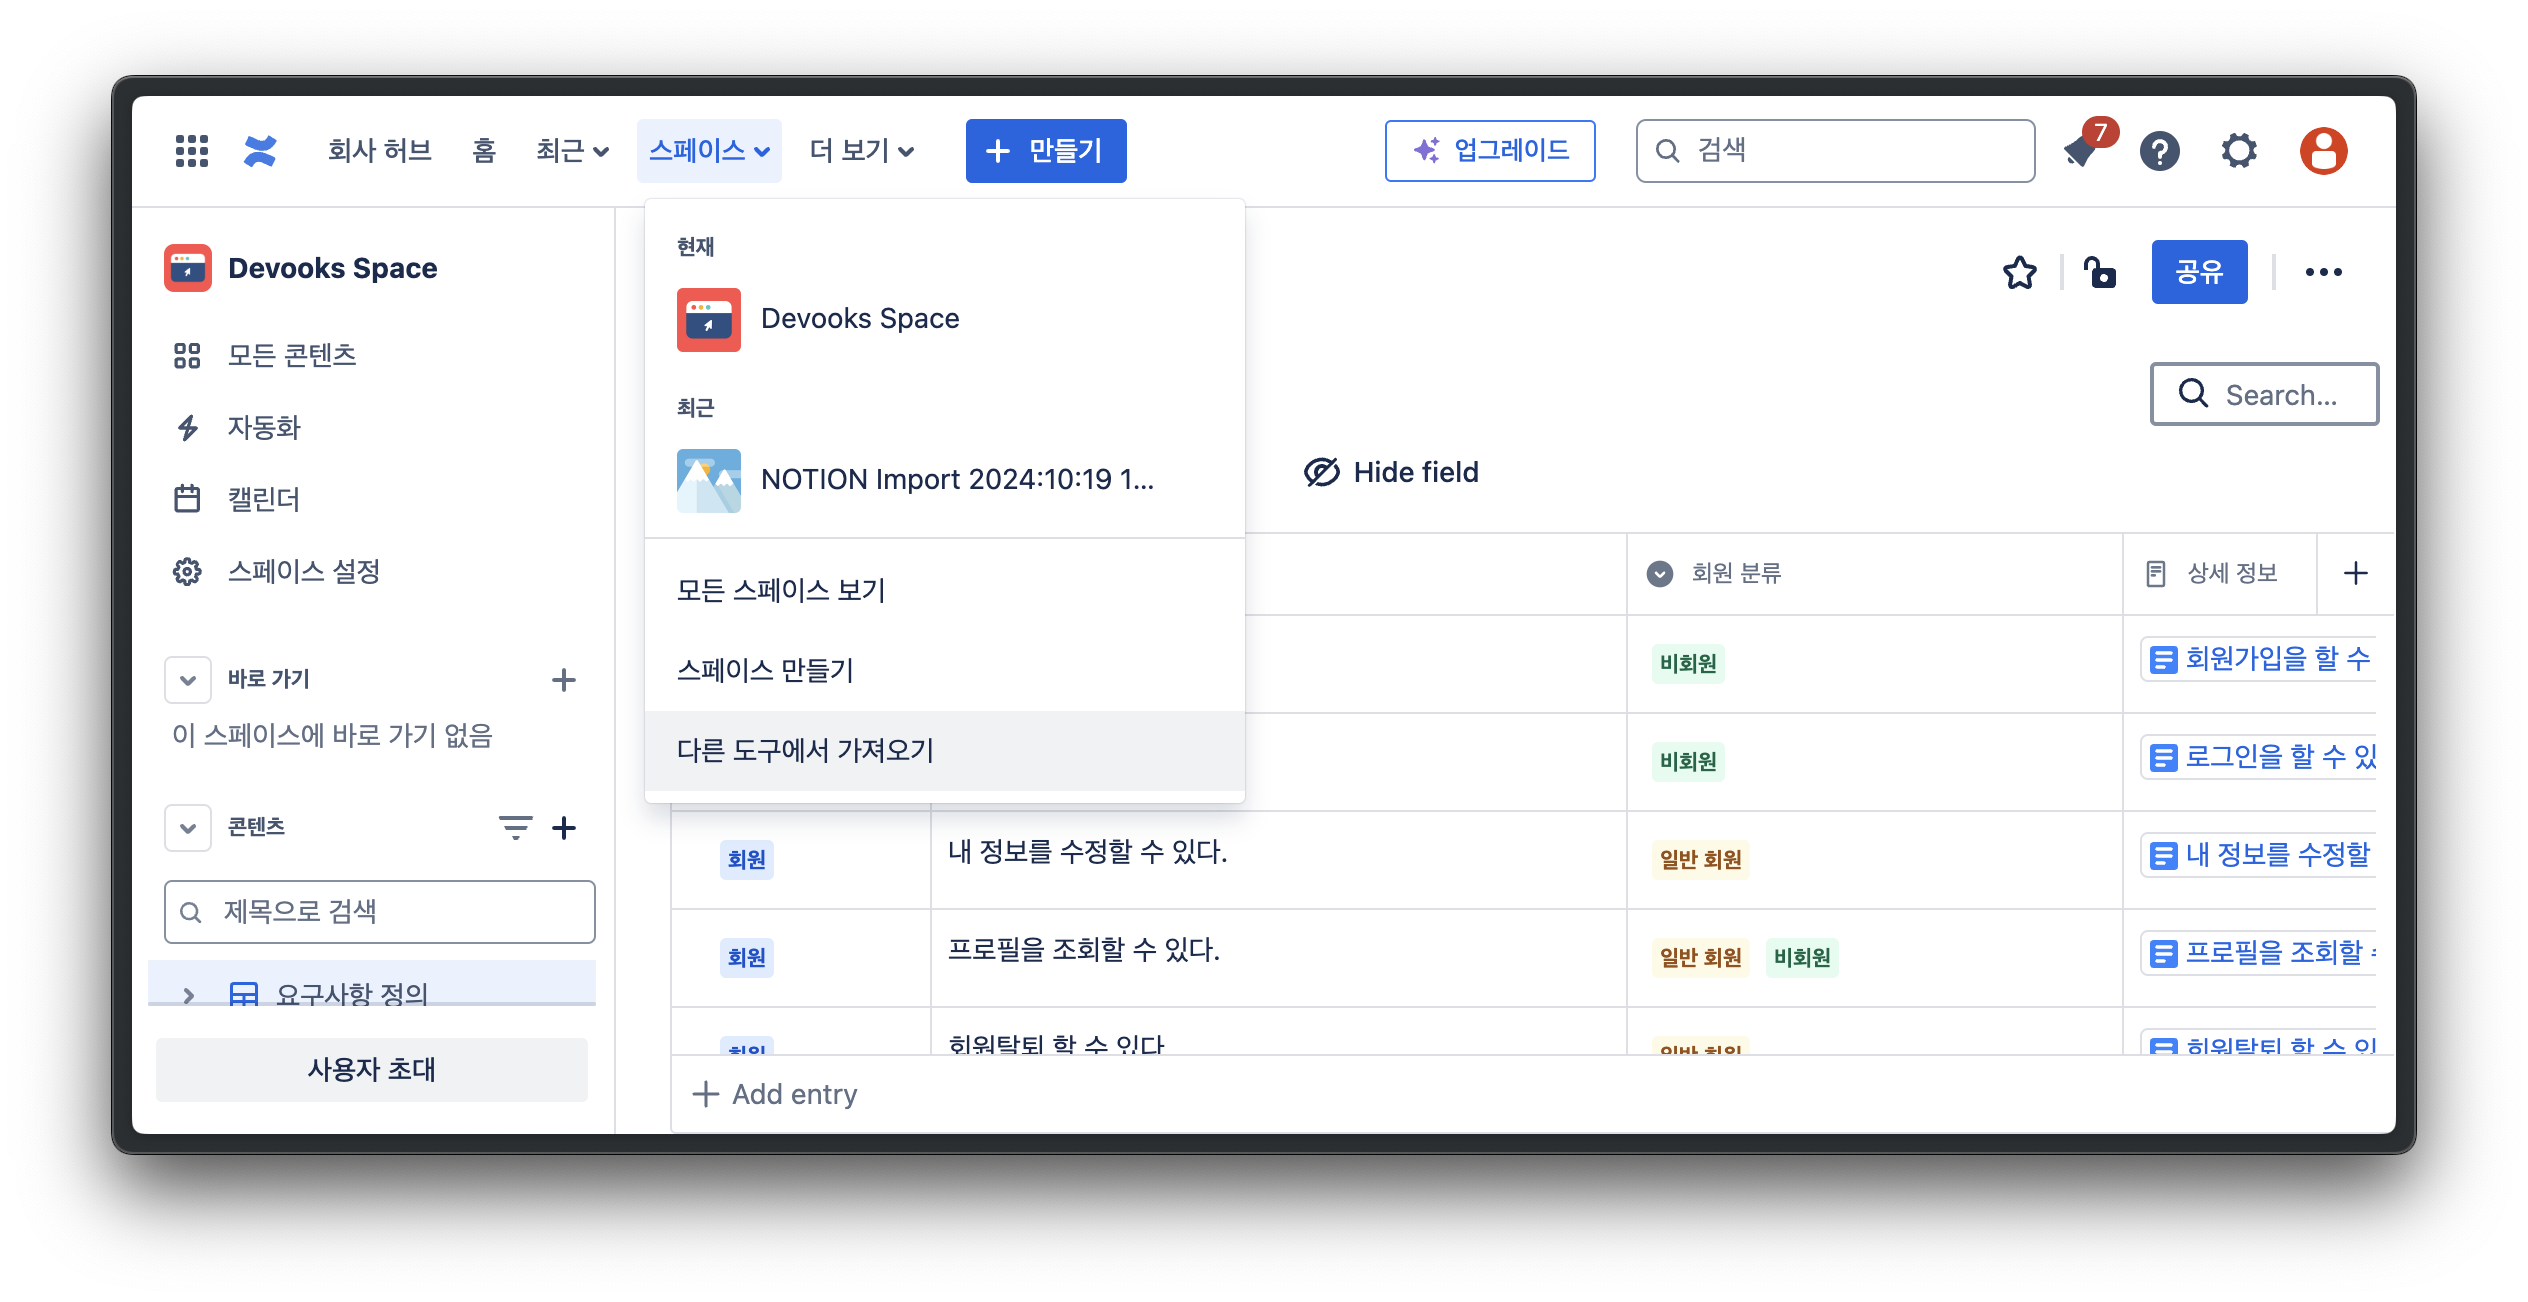 회사 허브 홈 최근 스페이스 더 보기 + 만들기 업그레이드 검색 7
Devooks Space
모든 콘텐츠
자동화
캘린더
스페이스 설정
바로 가기
이 스페이스에 바로 가기 없음
콘텐츠
제목으로 검색
요구사항 정의
사용자 초대
현재
Devooks Space
최근
NOTION Import 2024:10:19 1...
모든 스페이스 보기
스페이스 만들기
다른 도구에서 가져오기
공유
Search...
Hide field
회원 분류 상세 정보
비회원 회원가입을 할 수
비회원 로그인을 할 수 있
회원 내 정보를 수정할 수 있다. 일반 회원 내 정보를 수정할
회원 프로필을 조회할 수 있다. 일반 회원 비회원 프로필을 조회할
회원 회원탈퇴 할 수 있다 일반 회원 회원탈퇴 할 수 있
Add entry